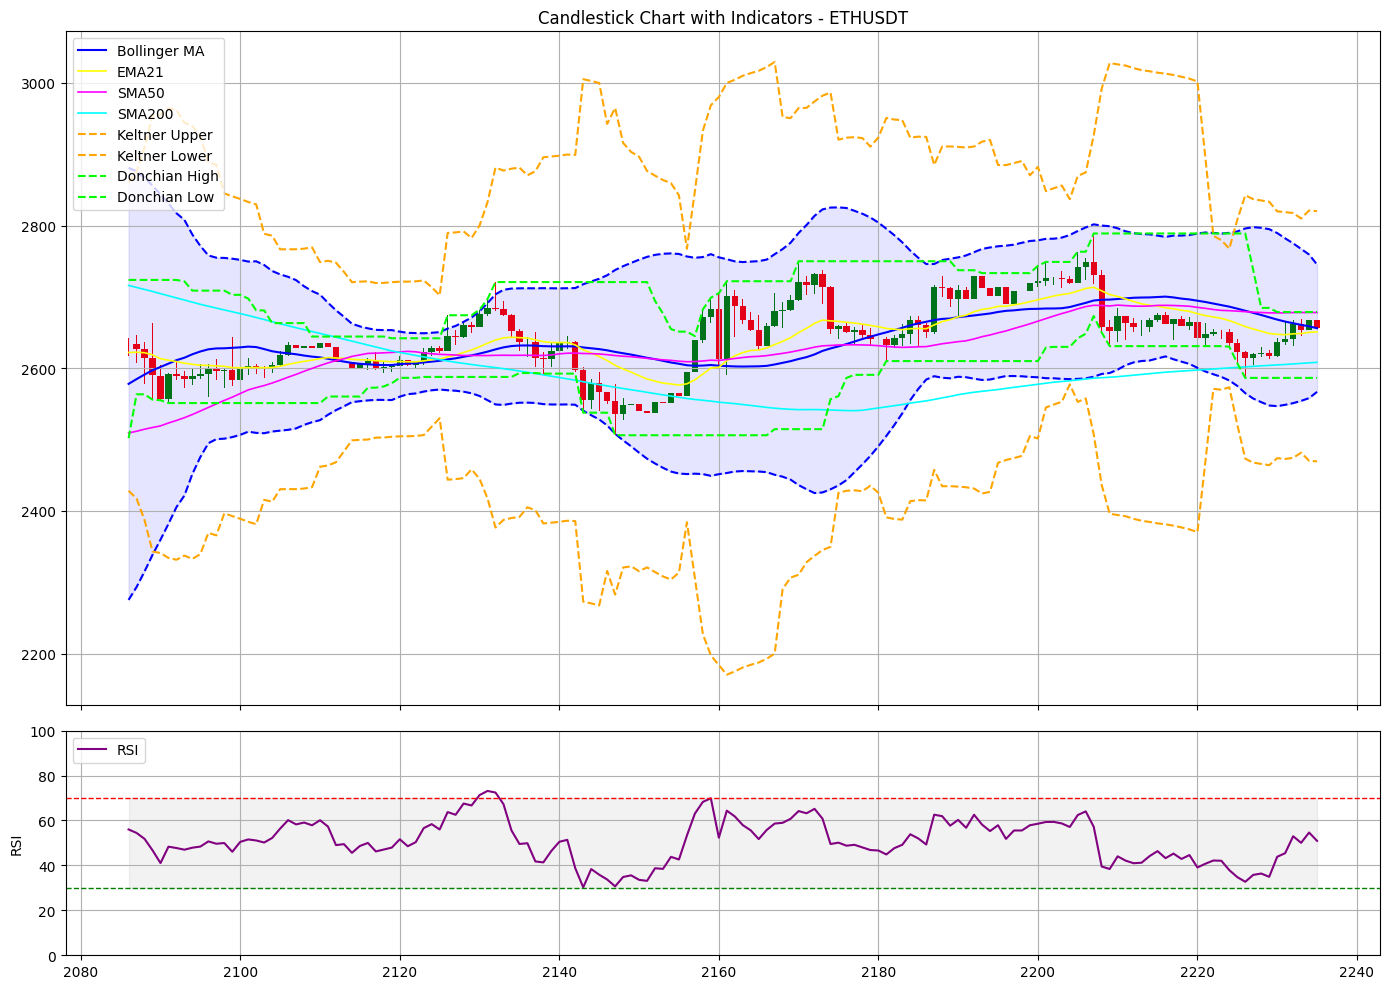 Candlestick Chart with Indicators - ETHUSDT
Bollinger MA
EMA21
SMA50
SMA200
Keltner Upper
Keltner Lower
Donchian High
Donchian Low
3000
2800
2600
2400
2200
RSI
100
80
60
40
20
0
RSI
2080
2100
2120
2140
2160
2180
2200
2220
2240